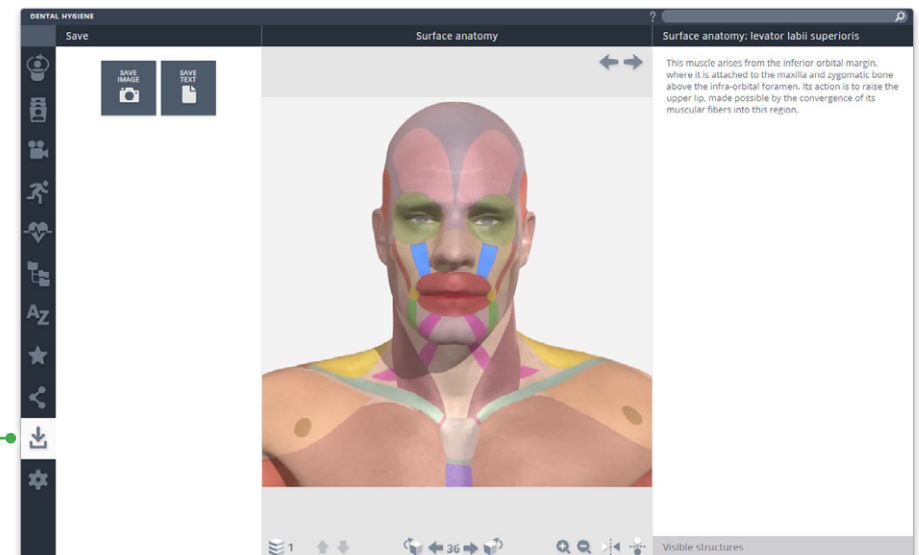 DENTAL HYGIENE
?
Save
Surface anatomy
Surface anatomy: levator labii superioris
SAVE
IMAGE
SAVE
TEXT
This muscle arises from the inferior orbital margin,
where it is attached to the maxilla and zygomatic bone
above the infra-orbital foramen. Its action is to raise the
upper lip, made possible by the convergence of its
muscular fibers into this region.
AZ
1
36
Visible structures